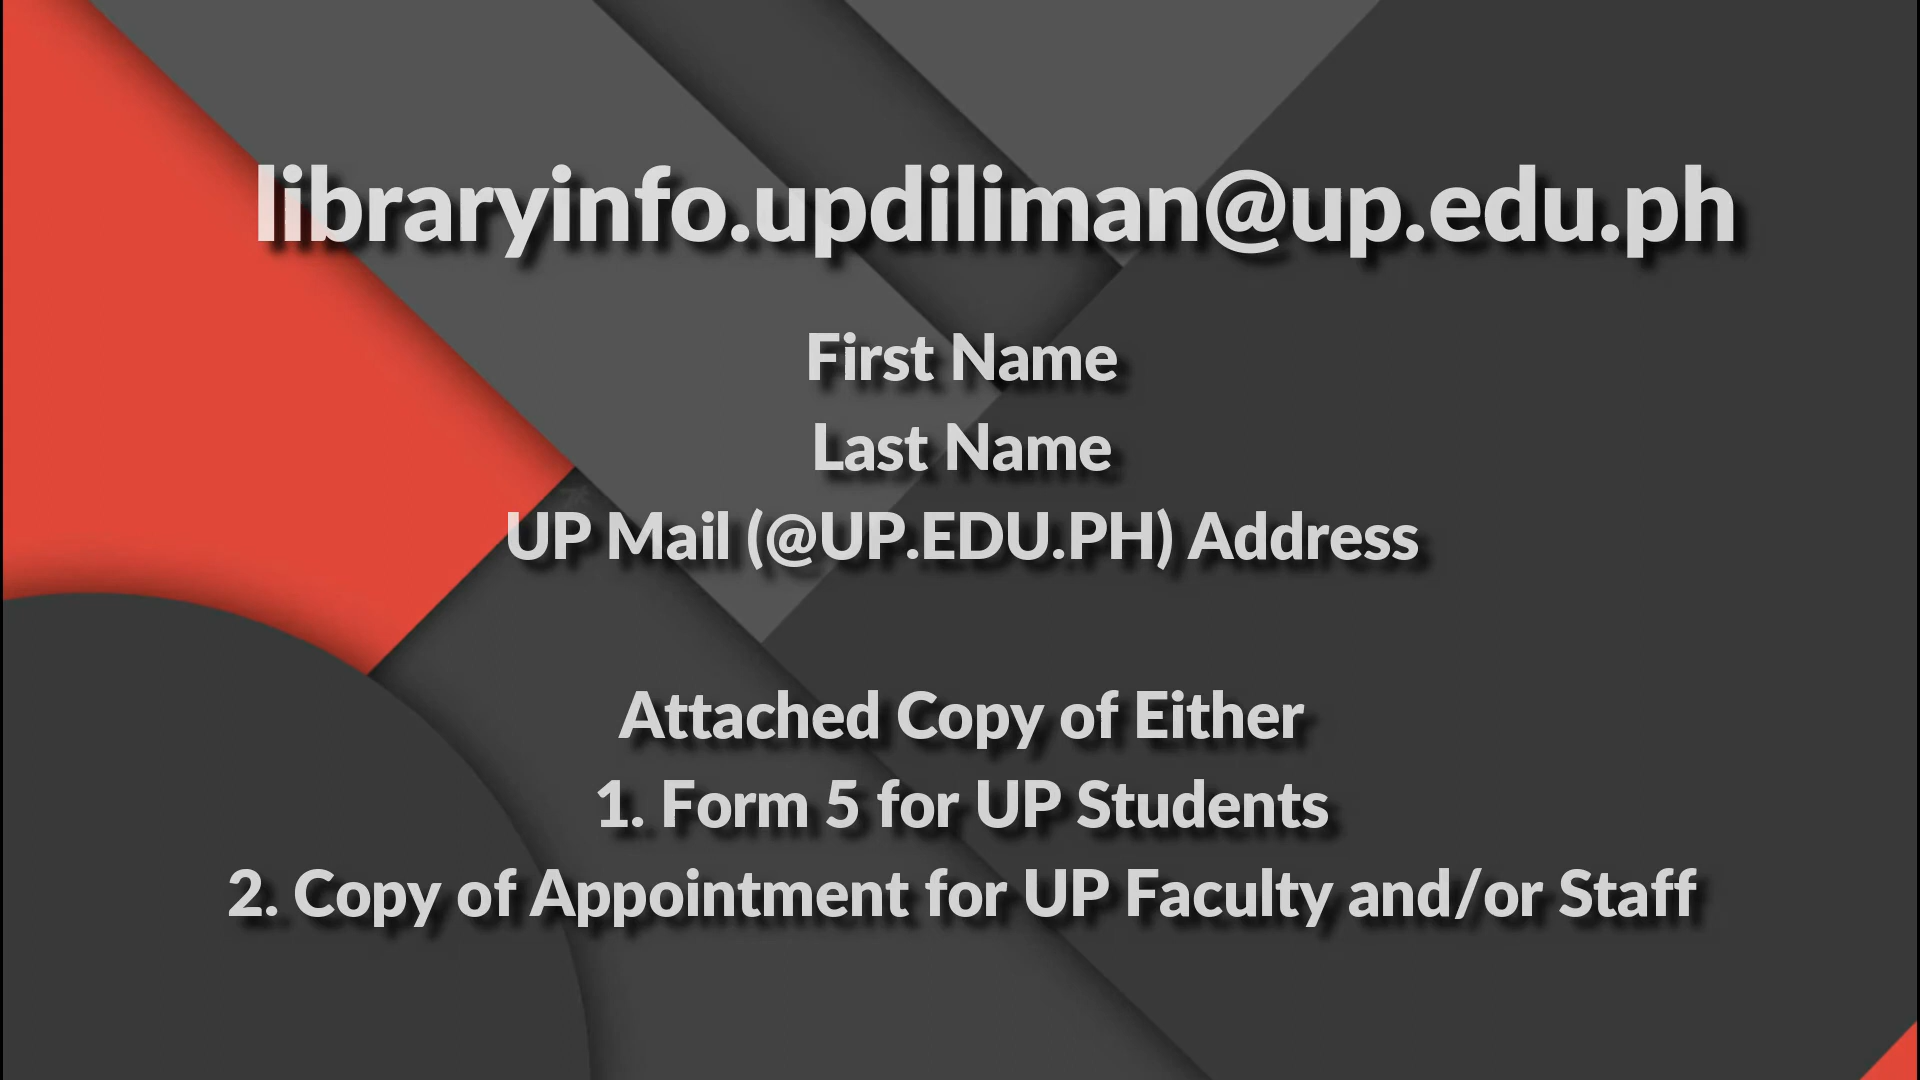 libraryinfo.updiliman@up.edu.ph
First Name
Last Name
UP Mail (@UP.EDU.PH) Address
Attached Copy of Either
1. Form 5 for UP Students
2. Copy of Appointment for UP Faculty and/or Staff